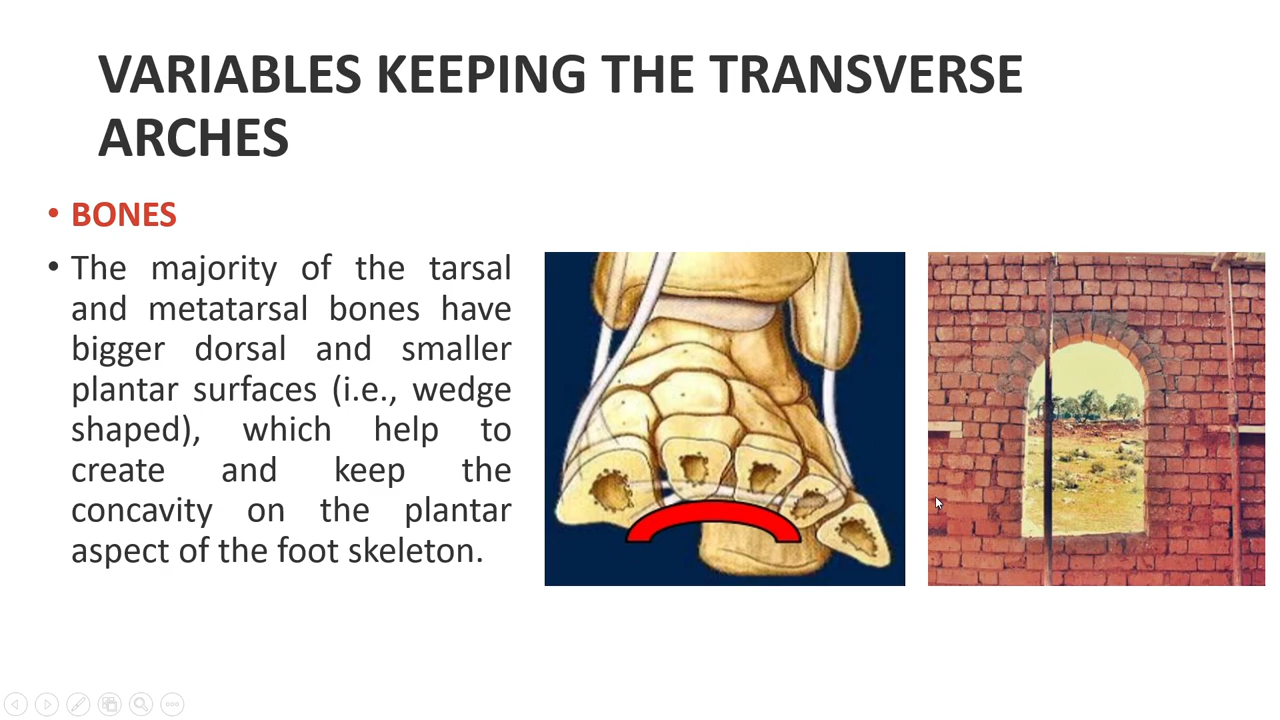 VARIABLES KEEPING THE TRANSVERSE
ARCHES
• BONES
• The majority of the tarsal
and metatarsal bones have
bigger dorsal and smaller
plantar surfaces (i.e., wedge
shaped), which help to
create and keep the
concavity on the plantar
aspect of the foot skeleton.